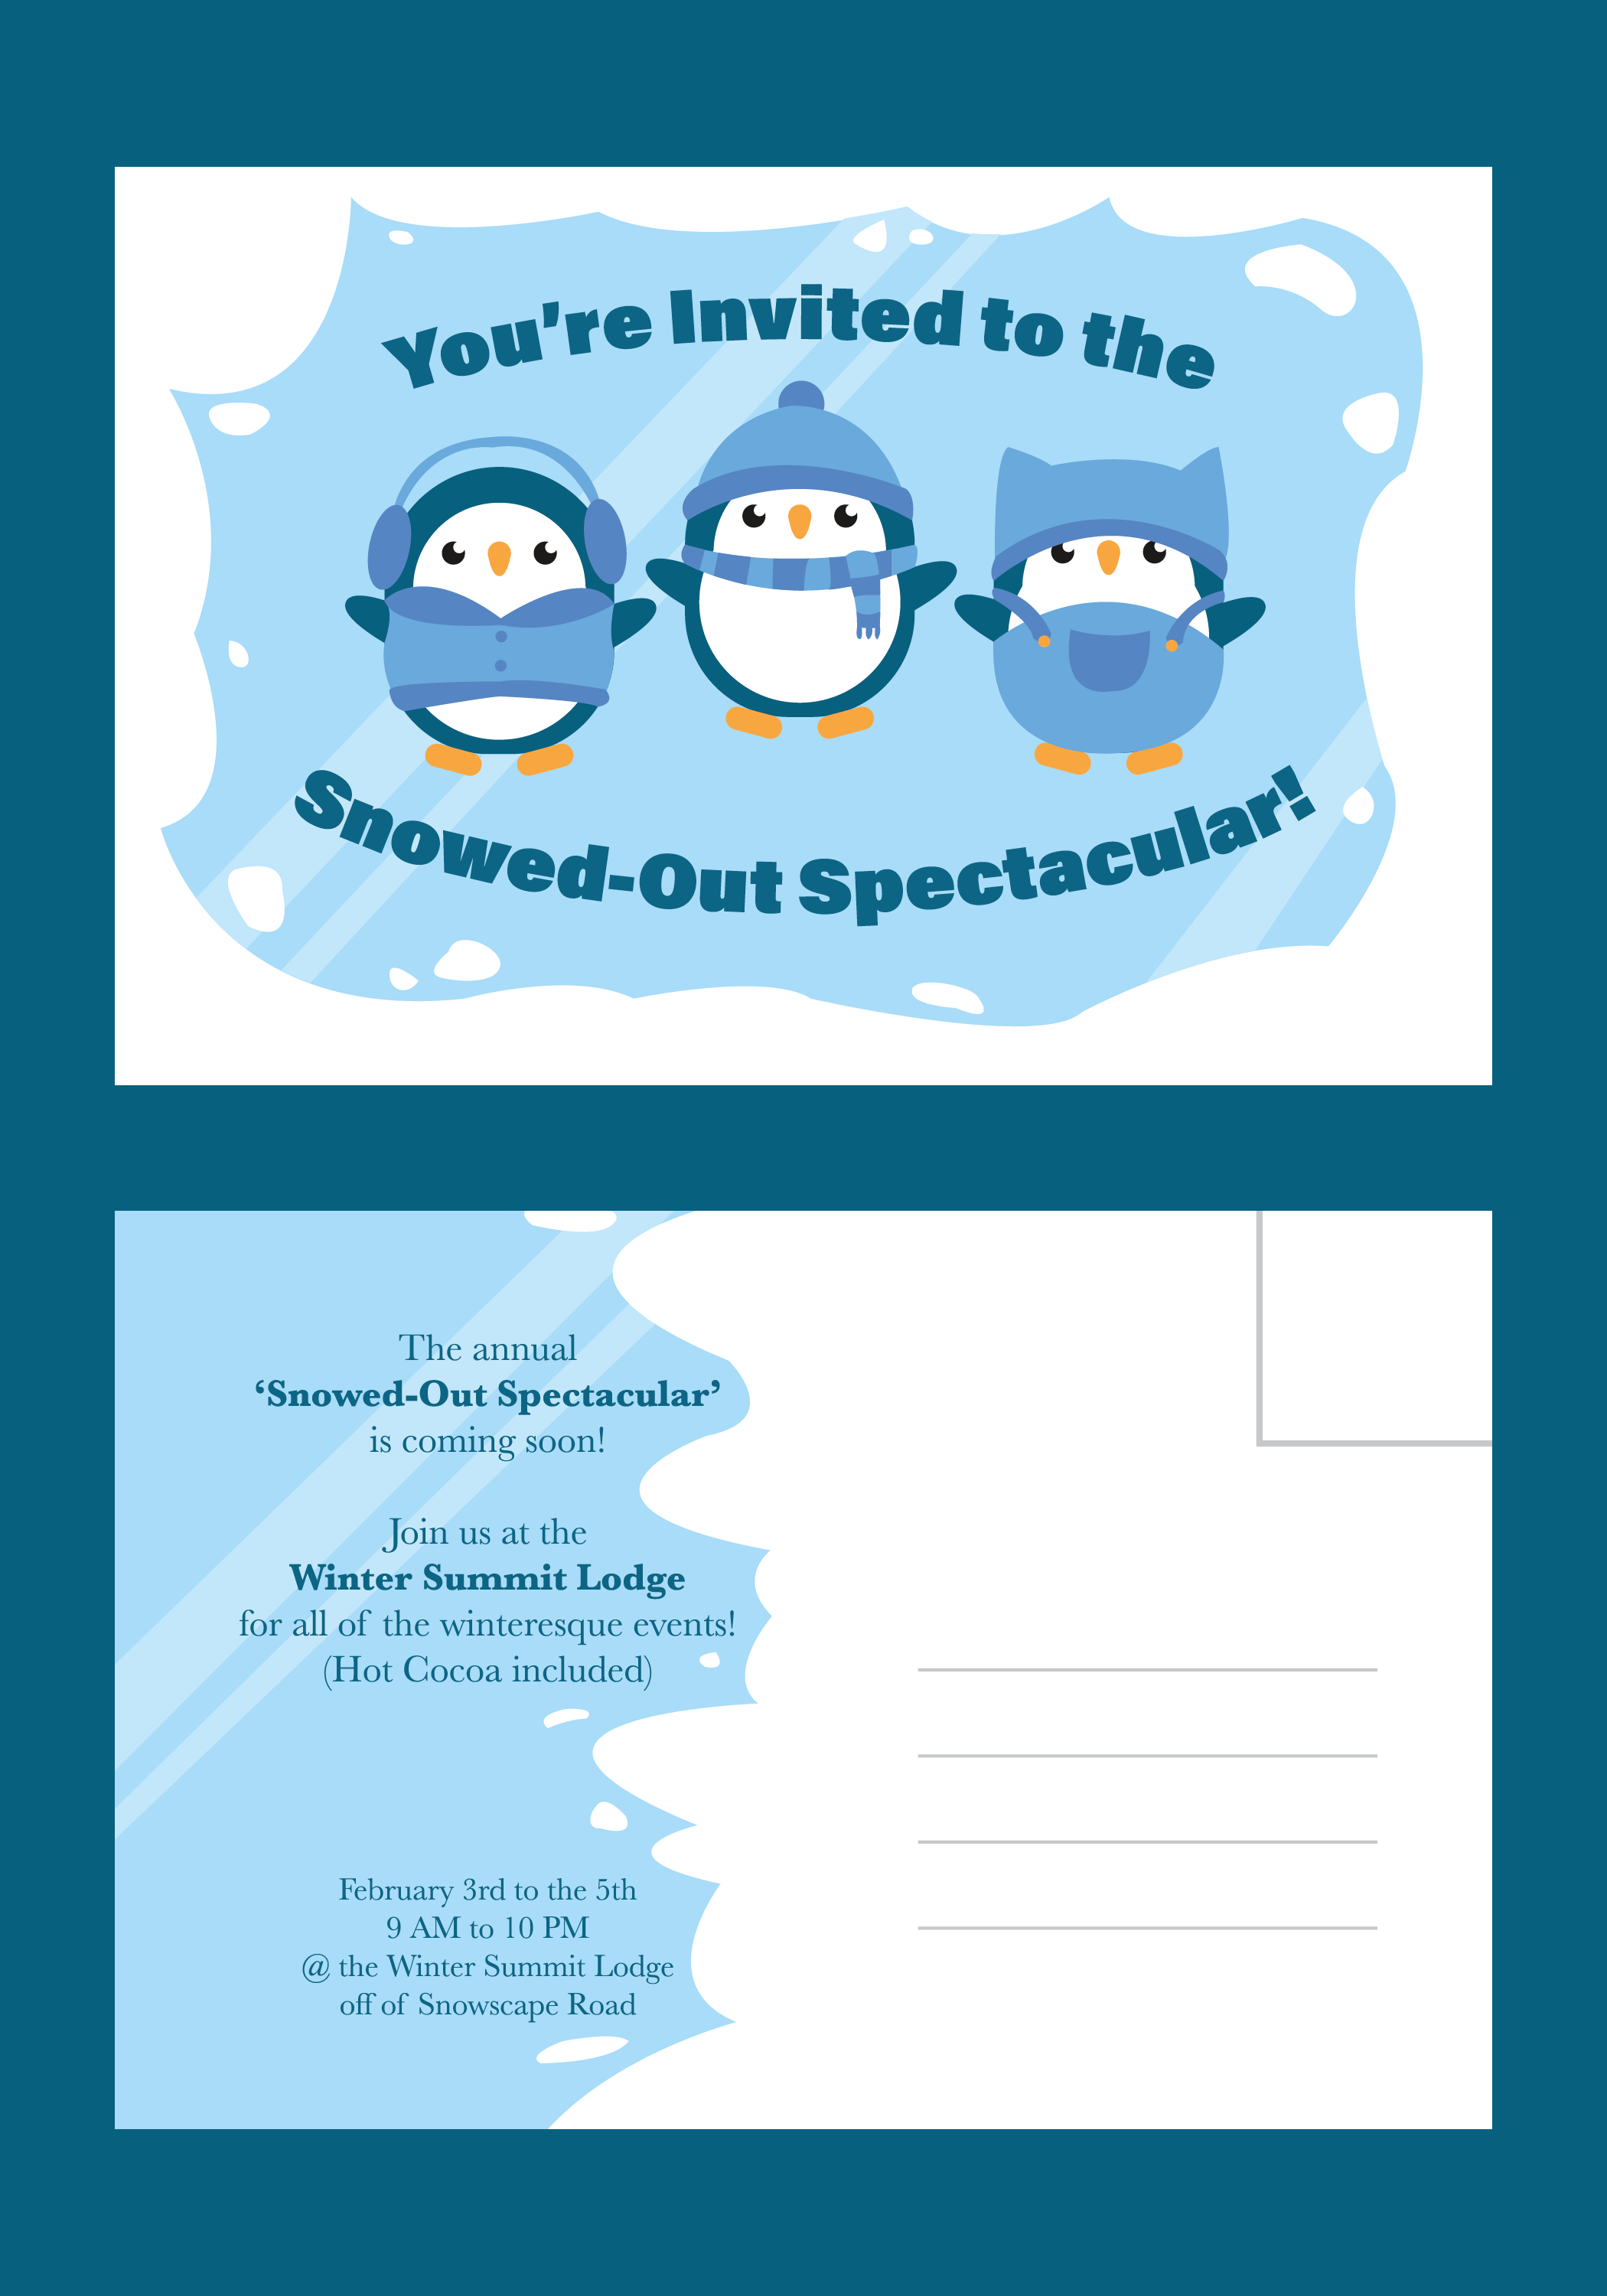 You’re Invited to the
Snowed-Out Spectacular!
The annual
‘Snowed-Out Spectacular’
is coming soon!
Join us at the
Winter Summit Lodge
for all of the winteresque events!
(Hot Cocoa included)
February 3rd to the 5th
9 AM to 10 PM
@ the Winter Summit Lodge
off of Snowscape Road